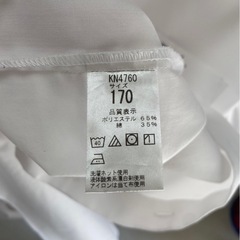 KN4760
サイズ
170
品質表示
ポリエステル 65%
綿 35%
40
洗濯ネット使用
液体酸素系漂白剤使用
アイロンは当て布使用